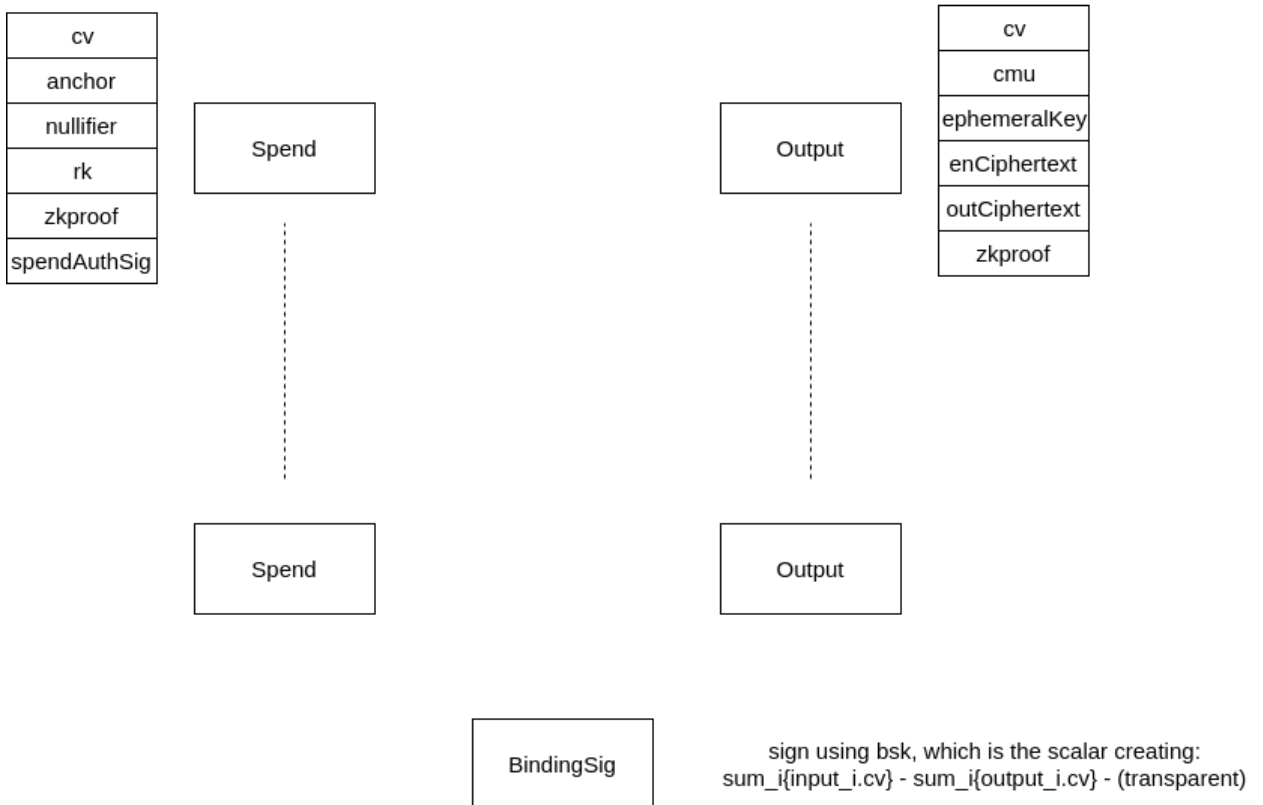 cv
anchor
nullifier
rk
zkproof
spendAuthSig
Spend
Output
cv
cmu
ephemeralKey
enCiphertext
outCiphertext
zkproof
Spend
Output
BindingSig
sign using bsk, which is the scalar creating:
sum_i{input_i.cv} - sum_i{output_i.cv} - (transparent)